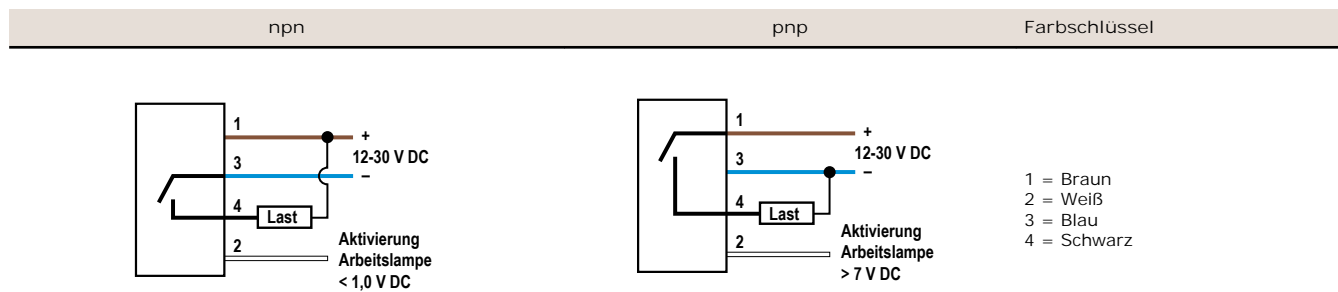 npn pnp Farbschlüssel
1
+
12-30 V DC
3
–
4
Last
2
Aktivierung
Arbeitslampe
< 1,0 V DC
1
+
12-30 V DC
3
–
4
Last
2
Aktivierung
Arbeitslampe
> 7 V DC
1 = Braun
2 = Weiß
3 = Blau
4 = Schwarz